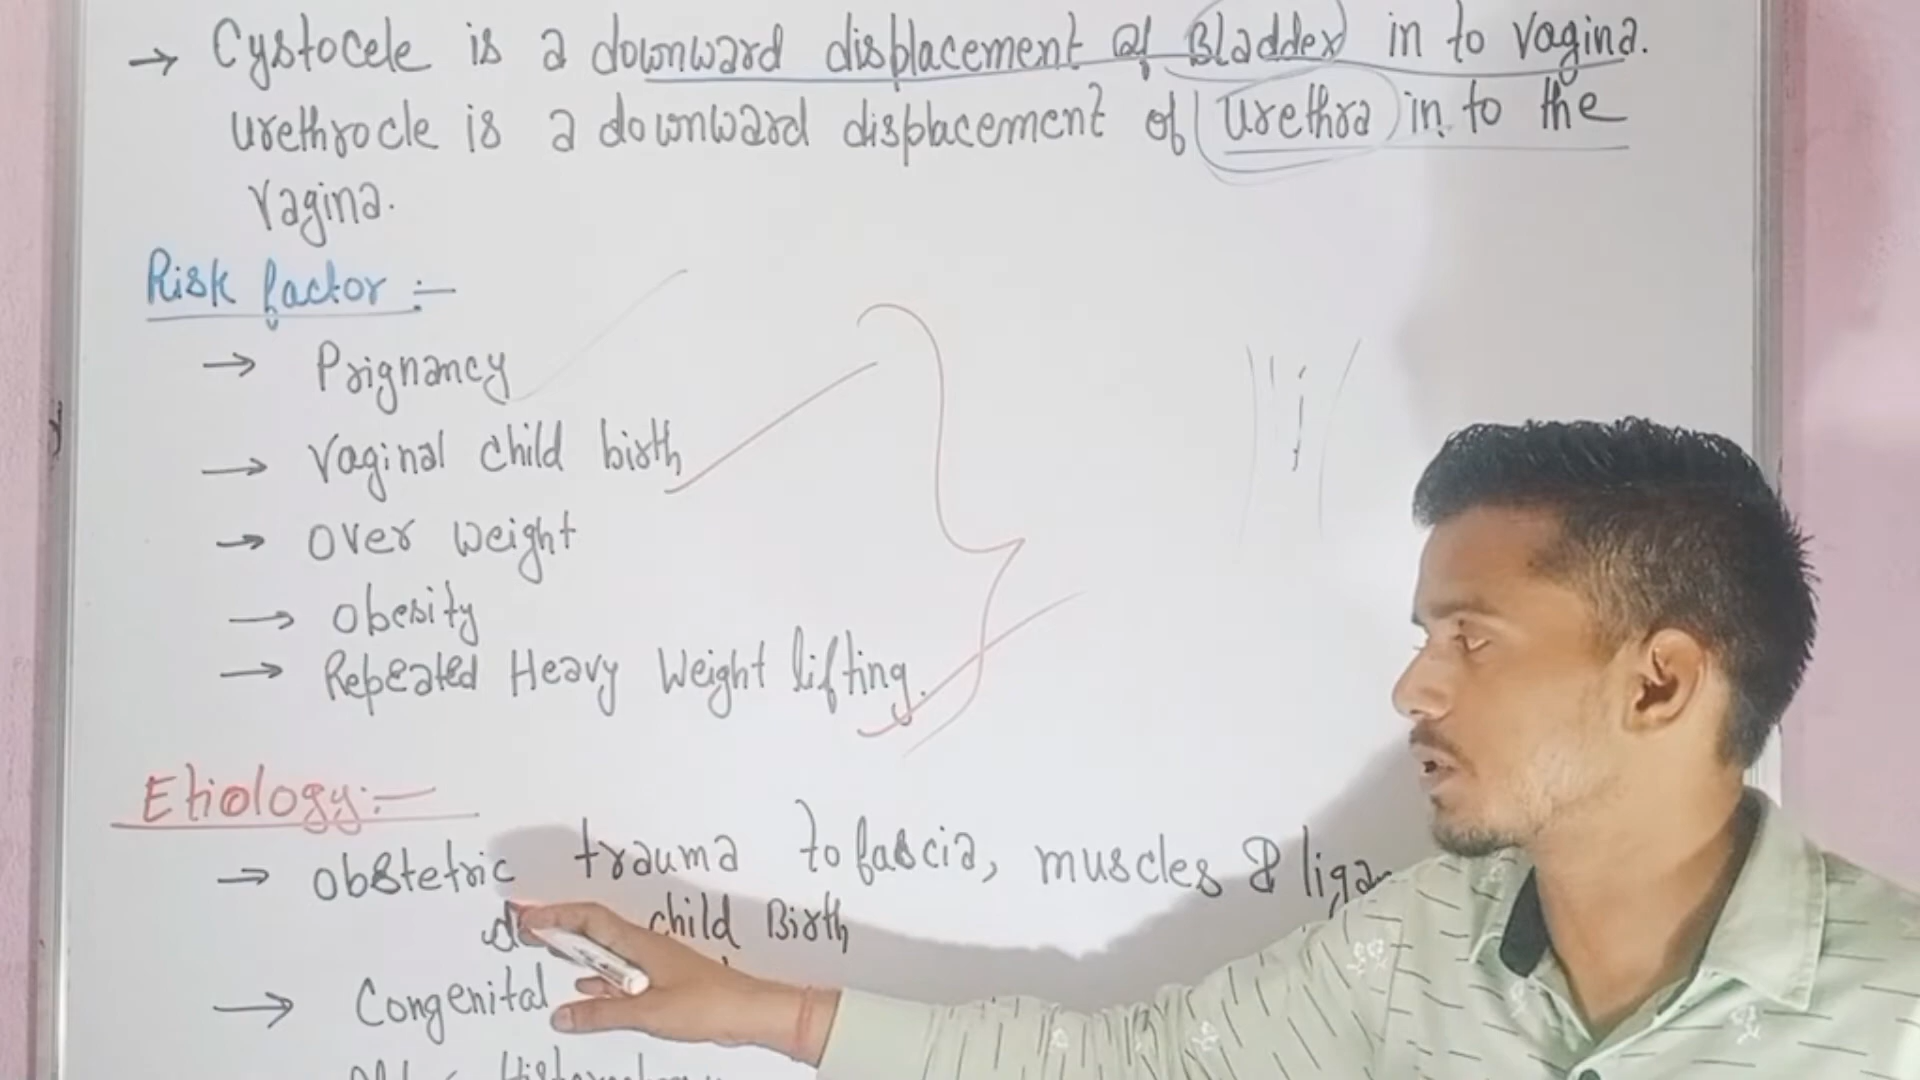 → Cystocele is a downward displacement of Bladder in to vagina.
urethrocle is a downward displacement of urethra in to the
vagina.
Risk factor :-
→ Prignancy
→ Vaginal child birth
→ over weight
→ obesity
→ Repeated Heavy Weight lifting.
Etiology:-
→ obstetric trauma to fascia, muscles &
child Birth
→ Congenital